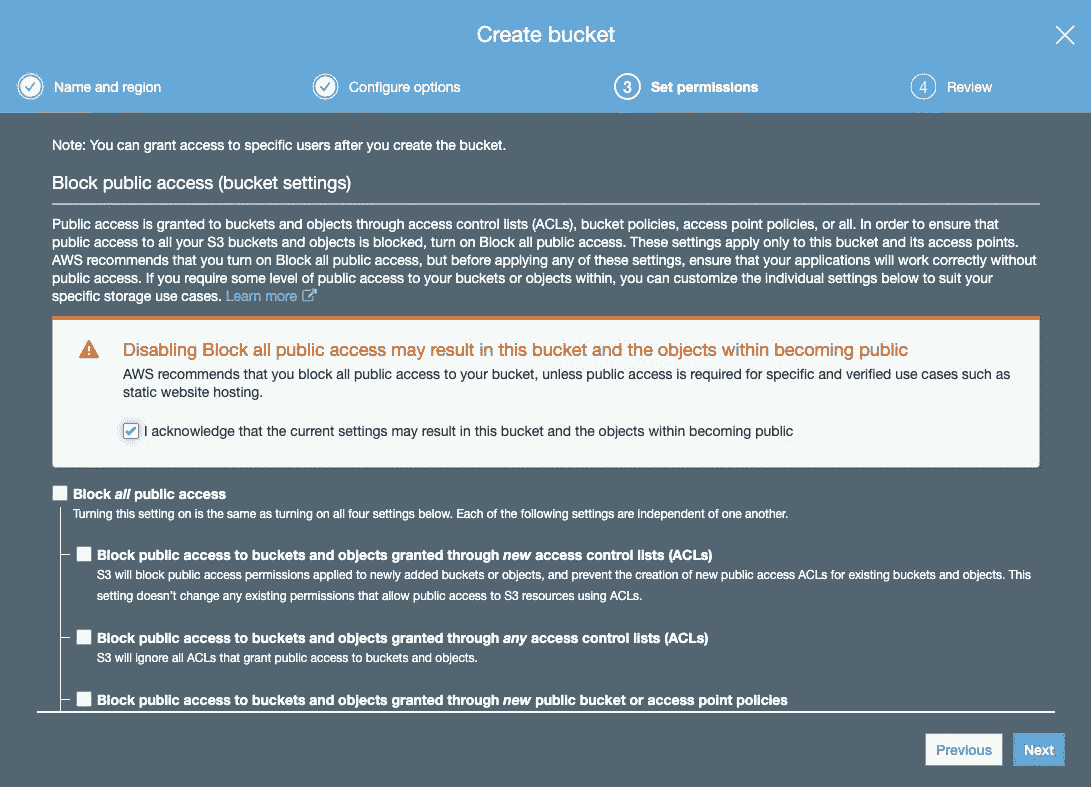 Create bucket
Name and region
Configure options
3 Set permissions
4 Review
Note: You can grant access to specific users after you create the bucket.
Block public access (bucket settings)
Public access is granted to buckets and objects through access control lists (ACLs), bucket policies, access point policies, or all. In order to ensure that
public access to all your S3 buckets and objects is blocked, turn on Block all public access. These settings apply only to this bucket and its access points.
AWS recommends that you turn on Block all public access, but before applying any of these settings, ensure that your applications will work correctly without
public access. If you require some level of public access to your buckets or objects within, you can customize the individual settings below to suit your
specific storage use cases. Learn more
Disabling Block all public access may result in this bucket and the objects within becoming public
AWS recommends that you block all public access to your bucket, unless public access is required for specific and verified use cases such as
static website hosting.
I acknowledge that the current settings may result in this bucket and the objects within becoming public
Block all public access
Turning this setting on is the same as turning on all four settings below. Each of the following settings are independent of one another.
Block public access to buckets and objects granted through new access control lists (ACLs)
S3 will block public access permissions applied to newly added buckets or objects, and prevent the creation of new public access ACLs for existing buckets and objects. This
setting doesn't change any existing permissions that allow public access to S3 resources using ACLs.
Block public access to buckets and objects granted through any access control lists (ACLs)
S3 will ignore all ACLs that grant public access to buckets and objects.
Block public access to buckets and objects granted through new public bucket or access point policies
Previous
Next